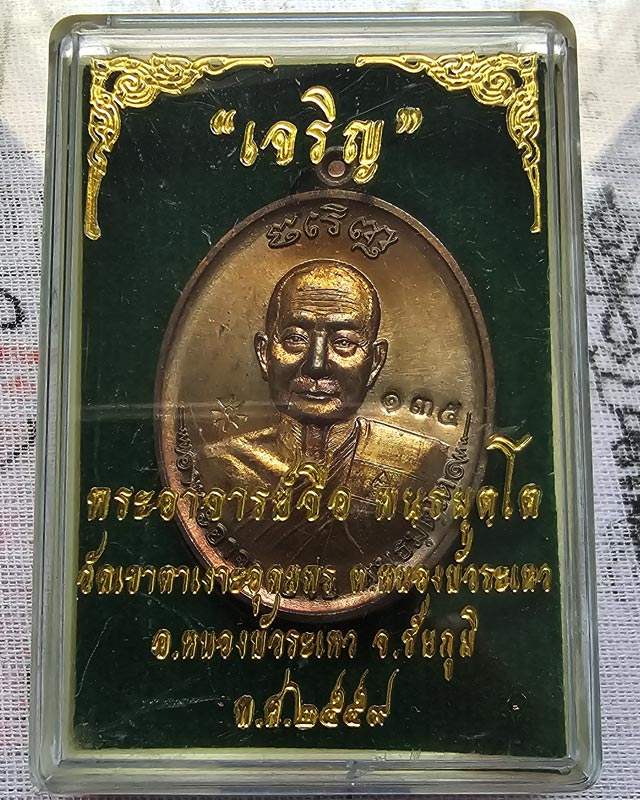 “เจริญ”
เจริญ
๑๓๕
พระอาจารย์จื่อ พนฺธมุตฺโต
วัดเขาตาเงาะอุดมพร ต.หนองบัวระเหว
อ.หนองบัวระเหว จ.ชัยภูมิ
พ.ศ.๒๕๕๙